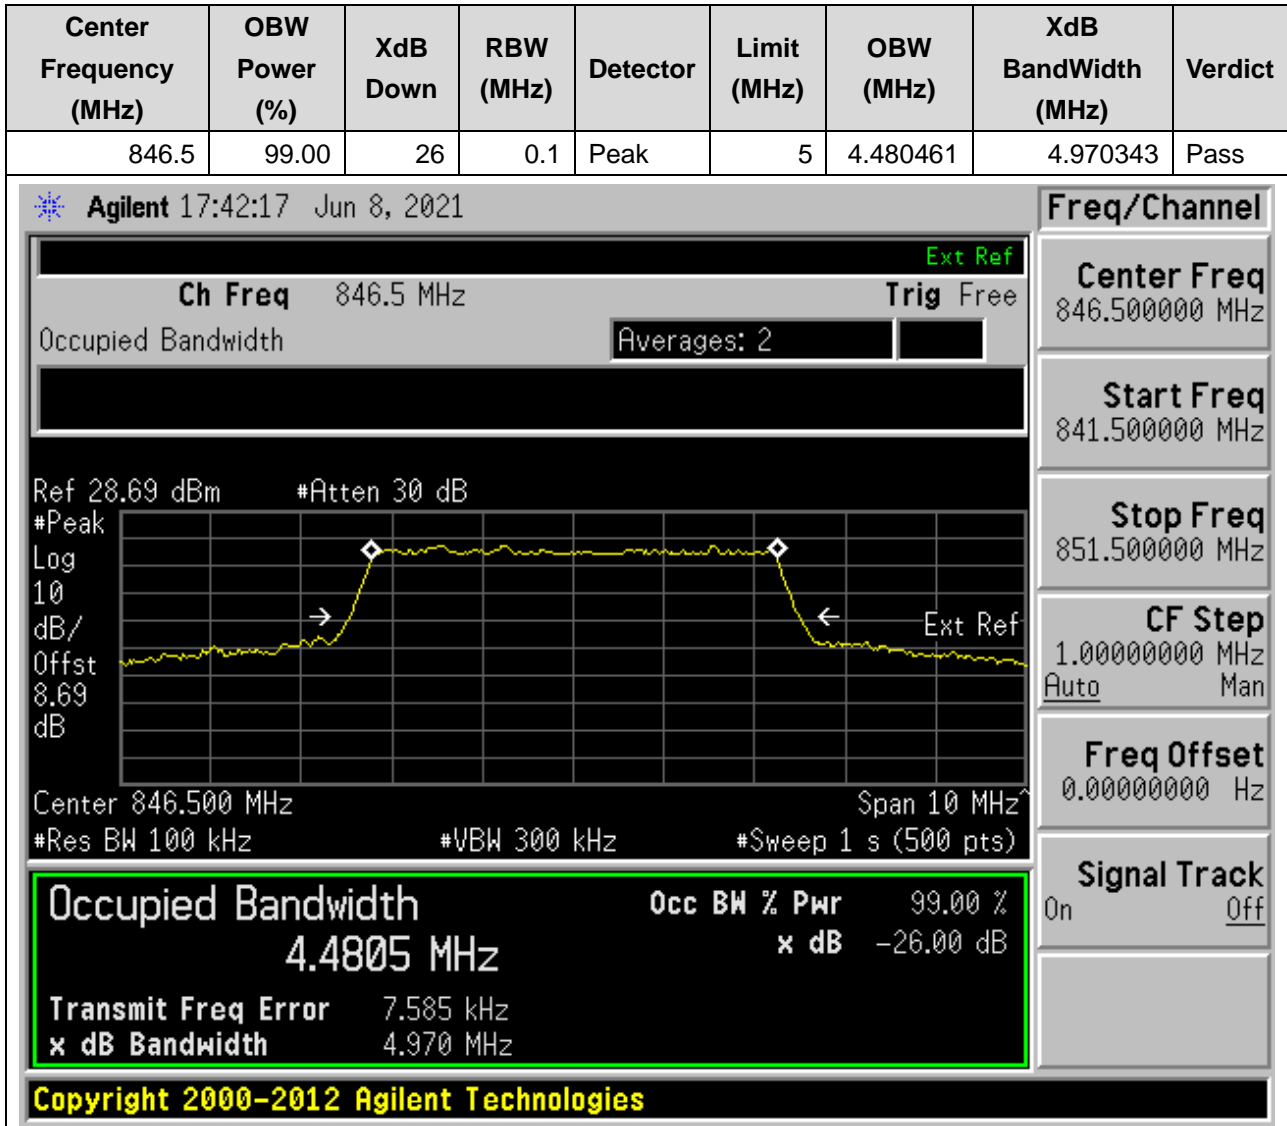 Center Frequency (MHz) OBW Power (%) XdB Down RBW (MHz) Detector Limit (MHz) OBW (MHz) XdB BandWidth (MHz) Verdict
846.5 99.00 26 0.1 Peak 5 4.480461 4.970343 Pass
Agilent 17:42:17 Jun 8, 2021
Freq/Channel
Ext Ref
Ch Freq 846.5 MHz Trig Free
Occupied Bandwidth Averages: 2
Center Freq
846.500000 MHz
Start Freq
841.500000 MHz
Stop Freq
851.500000 MHz
CF Step
1.00000000 MHz
Auto Man
Freq Offset
0.00000000 Hz
Signal Track
On Off
Ref 28.69 dBm #Atten 30 dB
#Peak
Log
10
dB/
Offst
8.69
dB
Ext Ref
Center 846.500 MHz Span 10 MHz^
#Res BW 100 kHz #VBW 300 kHz #Sweep 1 s (500 pts)
Occupied Bandwidth Occ BW % Pwr 99.00 %
4.4805 MHz x dB -26.00 dB
Transmit Freq Error 7.585 kHz
x dB Bandwidth 4.970 MHz
Copyright 2000-2012 Agilent Technologies